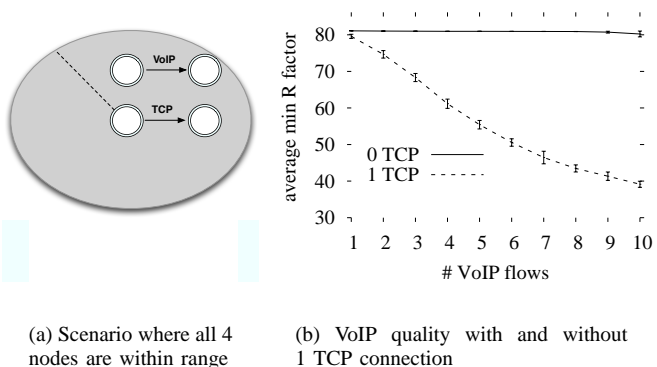 VoIP
TCP
average min R factor
80
70
60
50
40
30
0 TCP
1 TCP
1 2 3 4 5 6 7 8 9 10
# VoIP flows
(a) Scenario where all 4
nodes are within range
(b) VoIP quality with and without
1 TCP connection